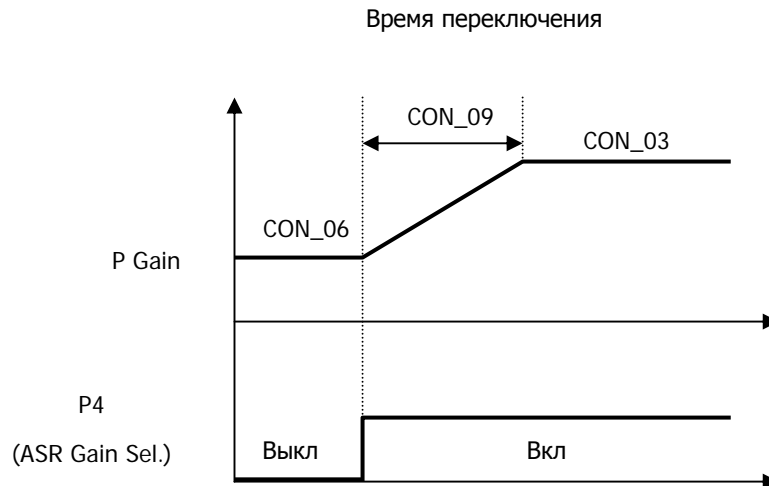 Время переключения
CON_09
CON_03
CON_06
P Gain
P4
(ASR Gain Sel.)
Выкл
Вкл